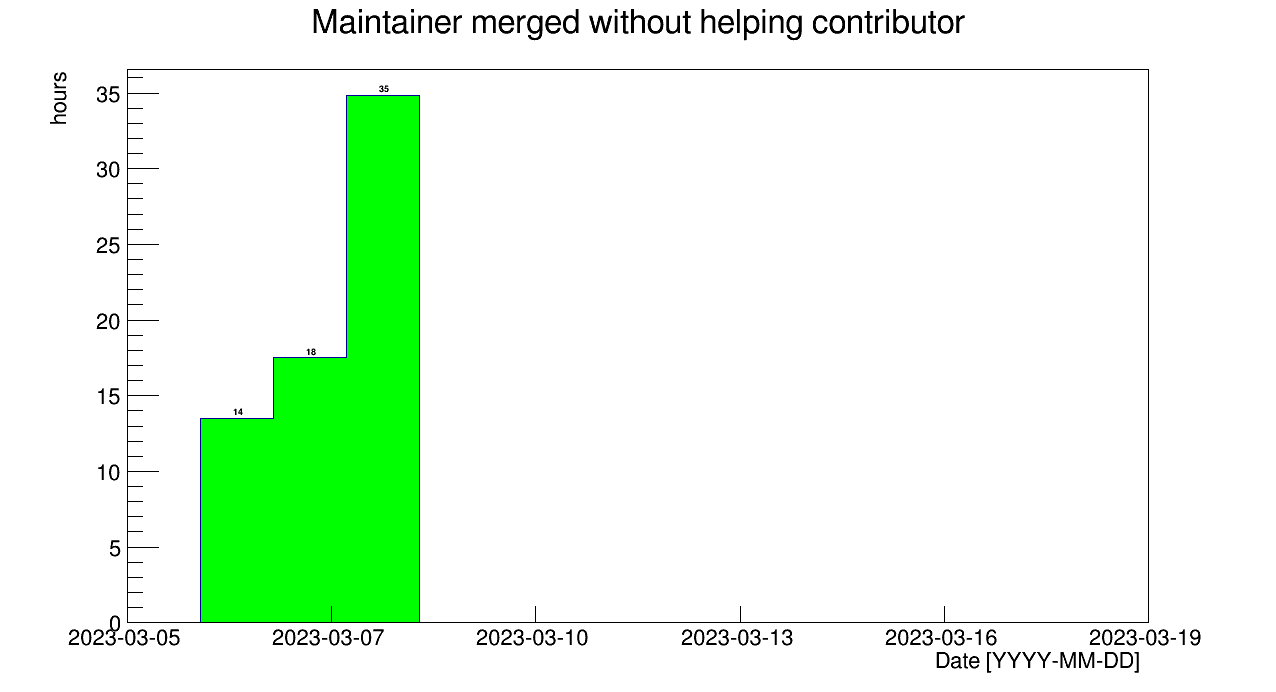 Maintainer merged without helping contributor
hours
35
30
25
20
15
10
5
0
35
18
14
2023-03-05 2023-03-07 2023-03-10 2023-03-13 2023-03-16 2023-03-19
Date [YYYY-MM-DD]